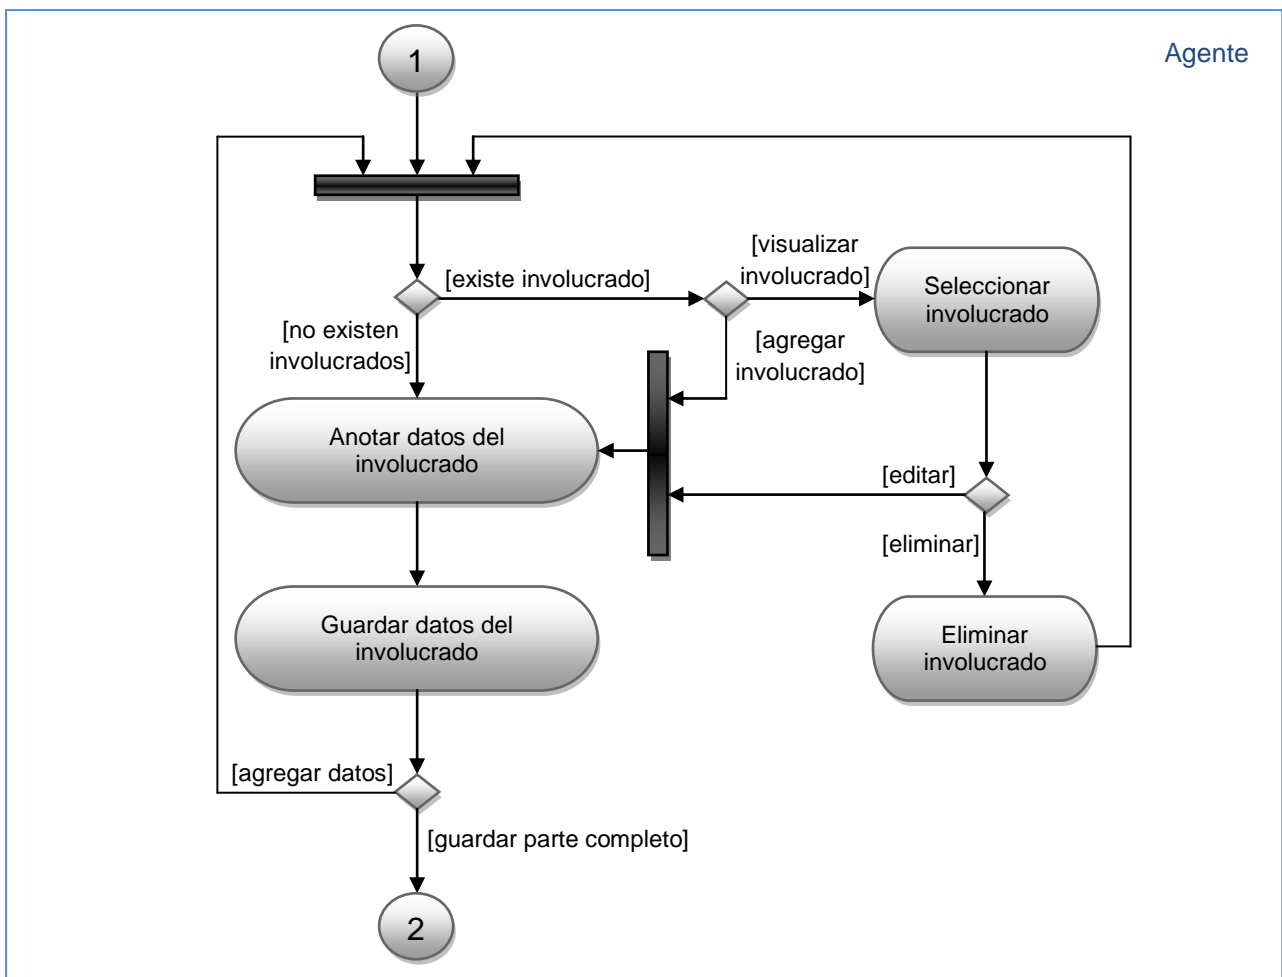 1
Agente
[visualizar
involucrado]
[existe involucrado]
Seleccionar
involucrado
[no existen
involucrados]
[agregar
involucrado]
Anotar datos del
involucrado
[editar]
[eliminar]
Guardar datos del
involucrado
Eliminar
involucrado
[agregar datos]
[guardar parte completo]
2